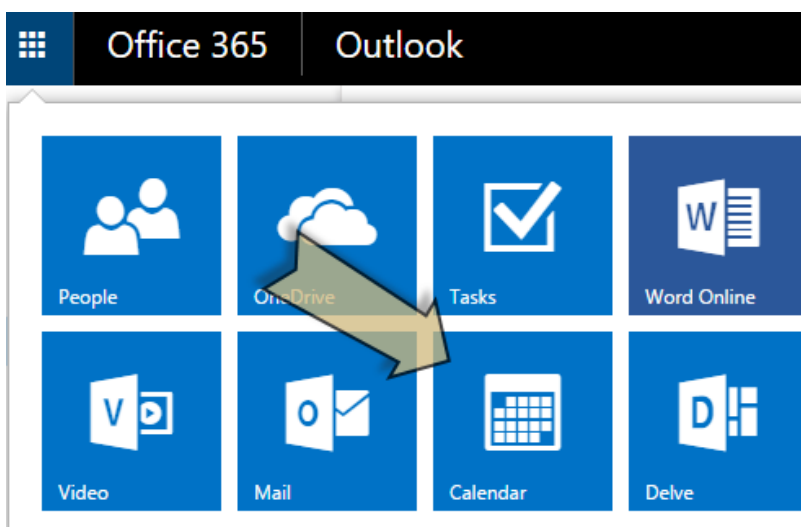 Office 365 Outlook
People OneDrive Tasks Word Online
W
V O D
Video Mail Calendar Delve